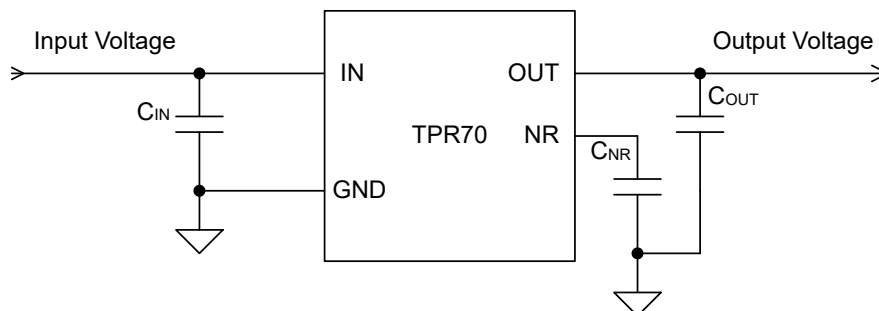 Input Voltage
Output Voltage
IN
OUT
CIN
COUT
TPR70
NR
CNR
GND